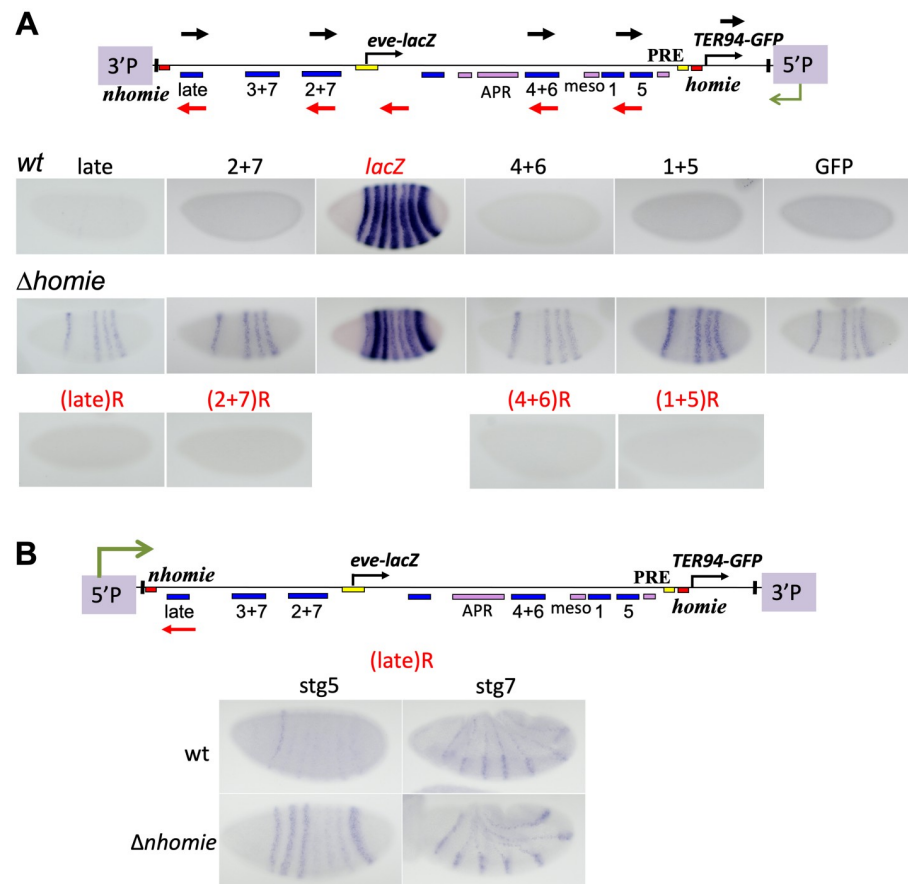 A
eve-lacZ TER94-GFP
3'P PRE 5'P
nhomie late 3+7 2+7 APR 4+6 meso 1 5 homie
wt late 2+7 lacZ 4+6 1+5 GFP
Δhomie
(late)R (2+7)R (4+6)R (1+5)R
B
eve-lacZ TER94-GFP
5'P nhomie PRE 3'P
late 3+7 2+7 APR 4+6 meso 1 5 homie
(late)R
stg5 stg7
wt
Δnhomie